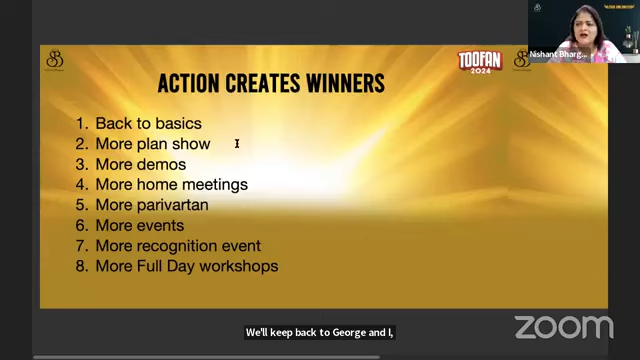 TOOFAN
2024
Nishant Bharg...
ACTION CREATES WINNERS
1. Back to basics
2. More plan show
3. More demos
4. More home meetings
5. More parivartan
6. More events
7. More recognition event
8. More Full Day workshops
We'll keep back to George and I,
zoom